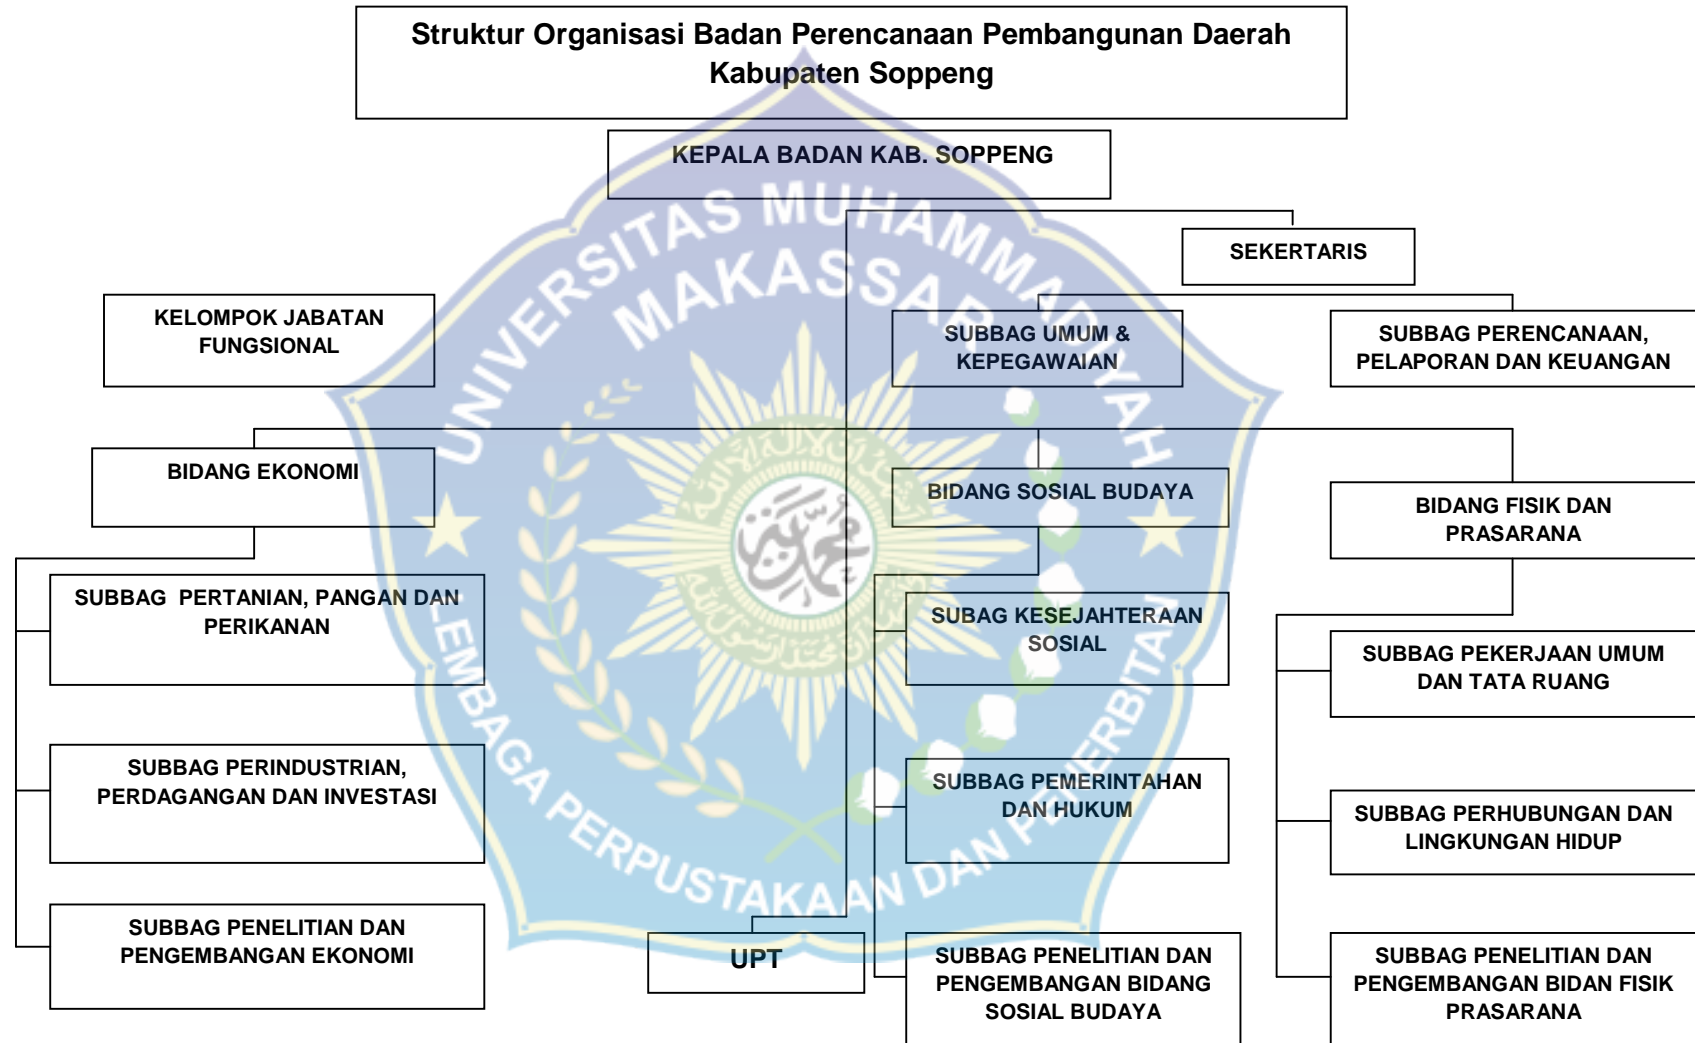 Struktur Organisasi Badan Perencanaan Pembangunan Daerah
Kabupaten Soppeng
KEPALA BADAN KAB. SOPPENG
SEKERTARIS
KELOMPOK JABATAN
FUNGSIONAL
SUBBAG UMUM &
KEPEGAWAIAN
SUBBAG PERENCANAAN,
PELAPORAN DAN KEUANGAN
BIDANG EKONOMI
BIDANG SOSIAL BUDAYA
BIDANG FISIK DAN
PRASARANA
SUBBAG  PERTANIAN, PANGAN DAN
PERIKANAN
SUBAG KESEJAHTERAAN
SOSIAL
SUBBAG PEKERJAAN UMUM
DAN TATA RUANG
SUBBAG PERINDUSTRIAN,
PERDAGANGAN DAN INVESTASI
SUBBAG PEMERINTAHAN
DAN HUKUM
SUBBAG PERHUBUNGAN DAN
LINGKUNGAN HIDUP
SUBBAG PENELITIAN DAN
PENGEMBANGAN EKONOMI
UPT
SUBBAG PENELITIAN DAN
PENGEMBANGAN BIDANG
SOSIAL BUDAYA
SUBBAG PENELITIAN DAN
PENGEMBANGAN BIDAN FISIK
PRASARANA
UNIVERSITAS MUHAMMADIYAH
MAKASSAR
LEMBAGA PERPUSTAKAAN DAN PENERBITAN